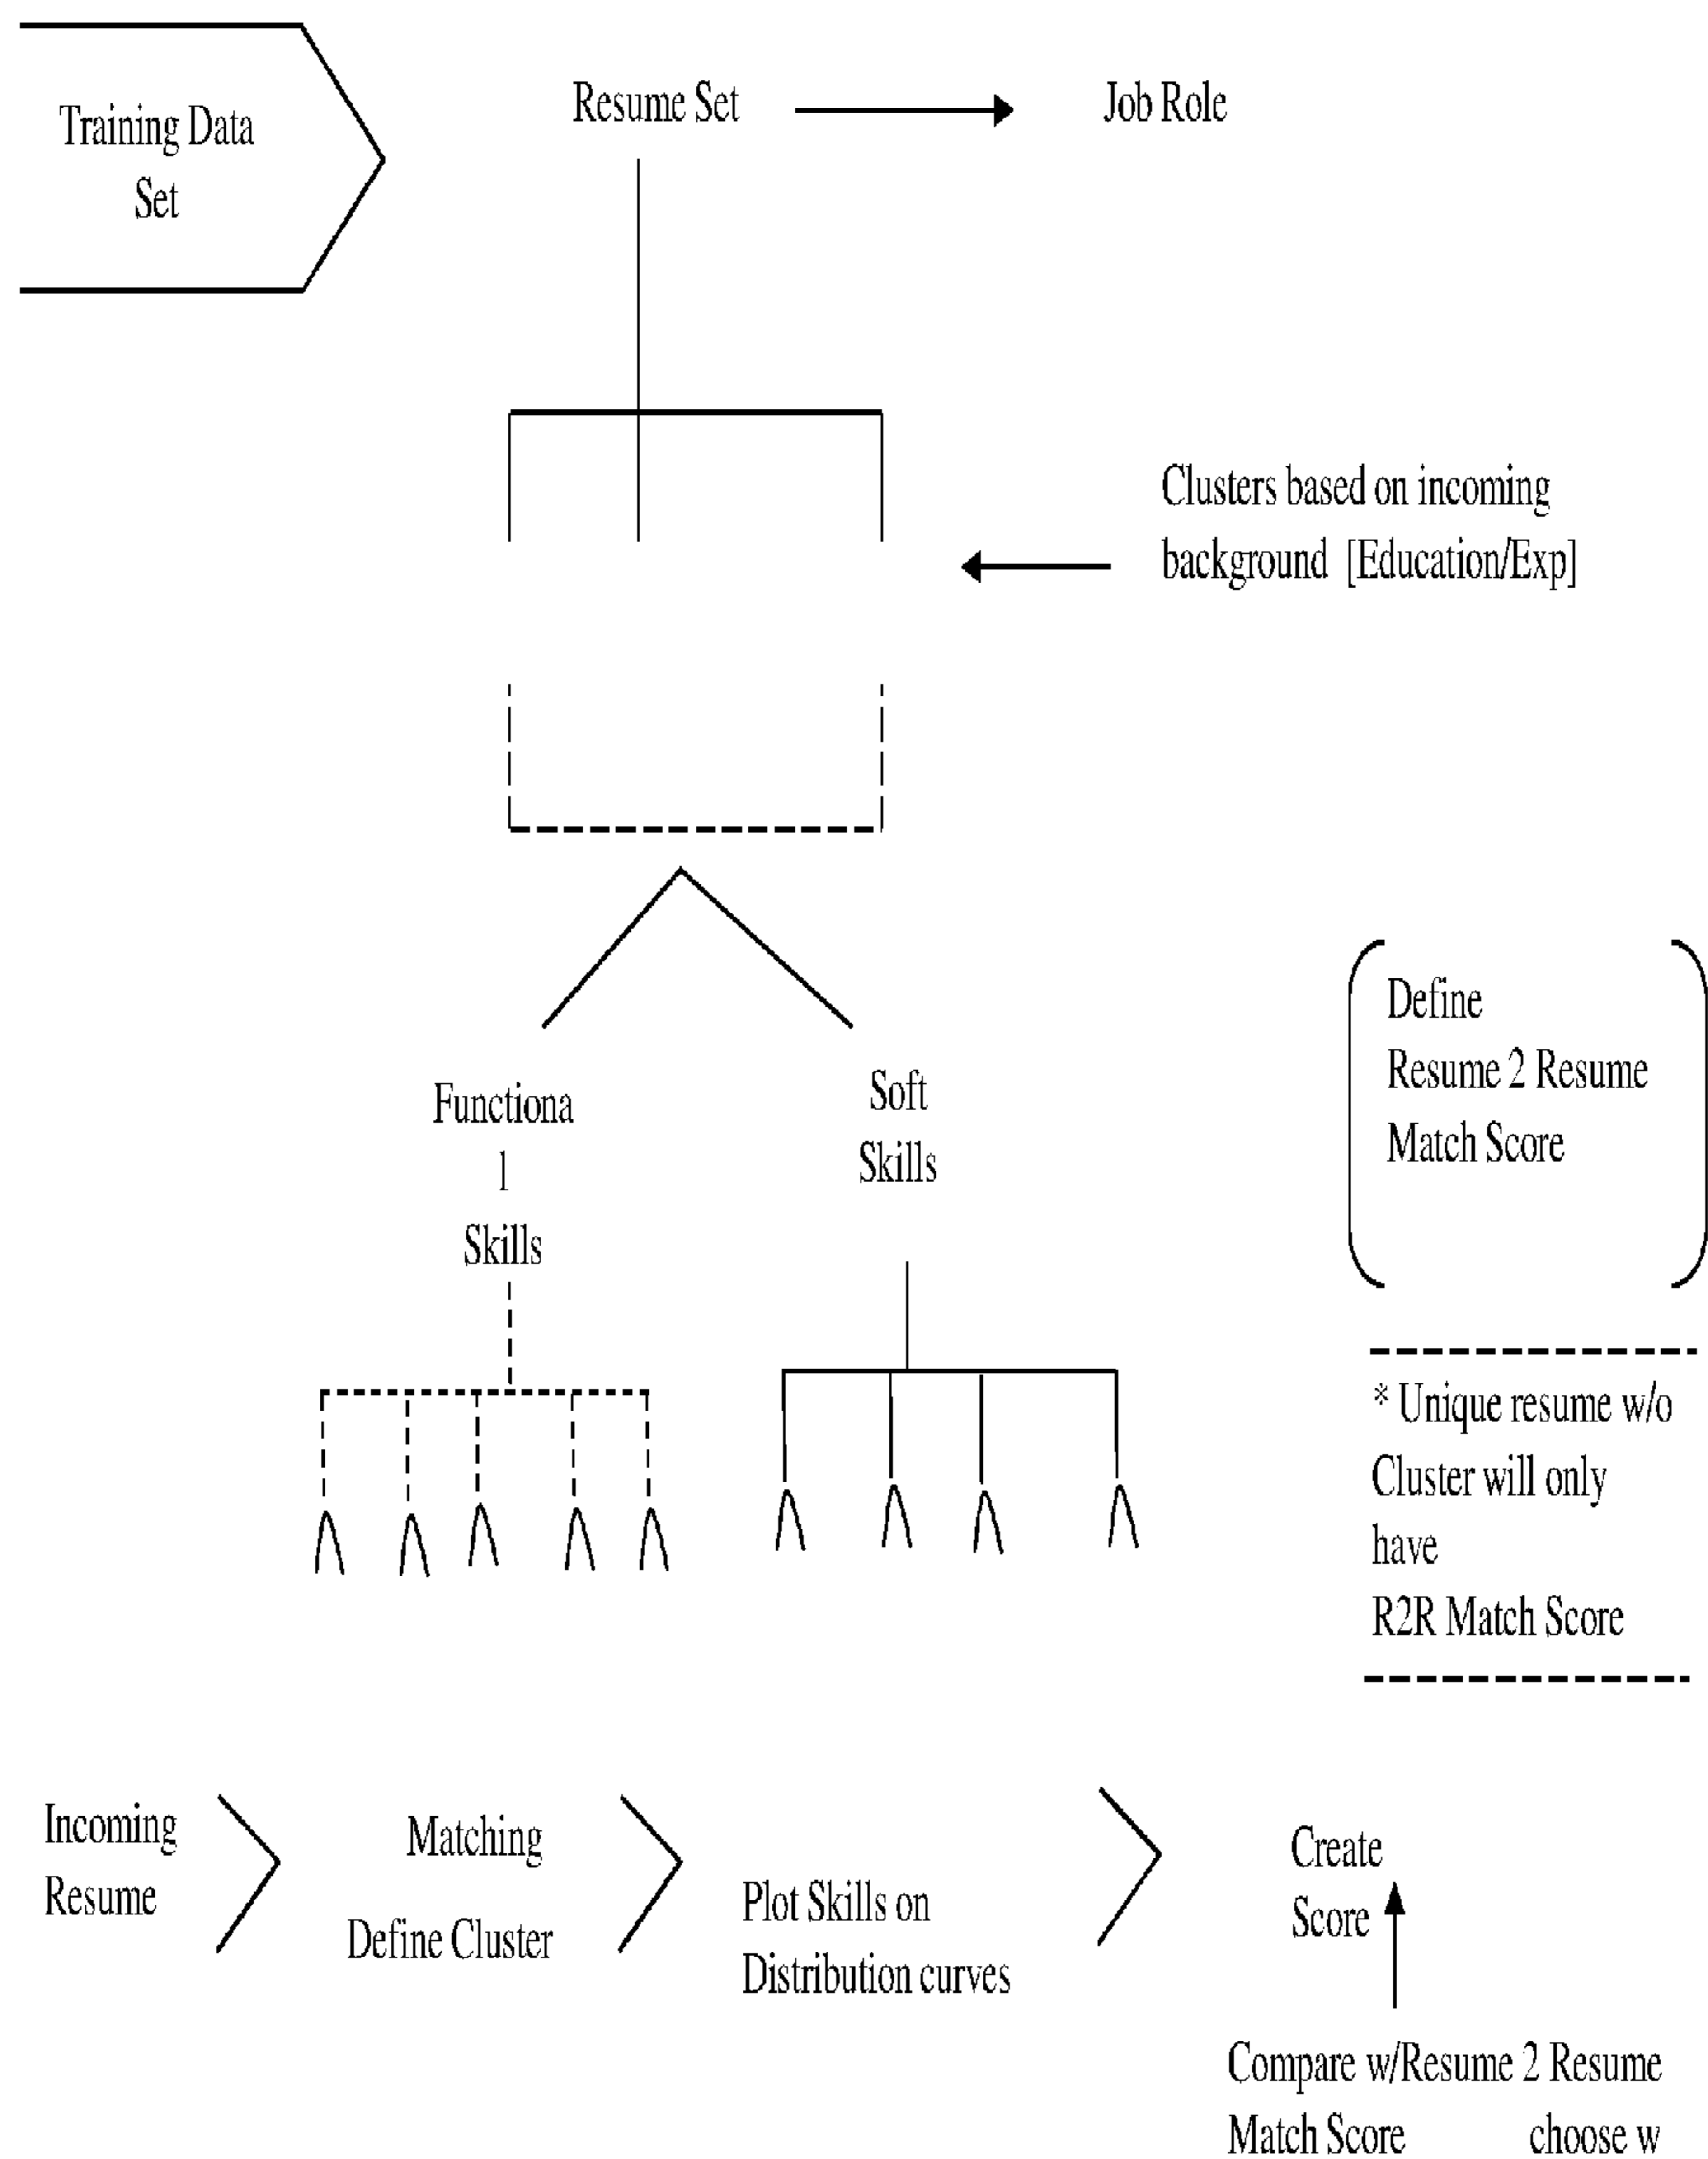 Training Data
Set
Resume Set
Job Role
Clusters based on incoming
background [Education/Exp]
Functiona
l
Skills
Soft
Skills
Define
Resume 2 Resume
Match Score
* Unique resume w/o
Cluster will only
have
R2R Match Score
Incoming
Resume
Matching
Define Cluster
Plot Skills on
Distribution curves
Create
Score
Compare w/Resume 2 Resume
Match Score choose w